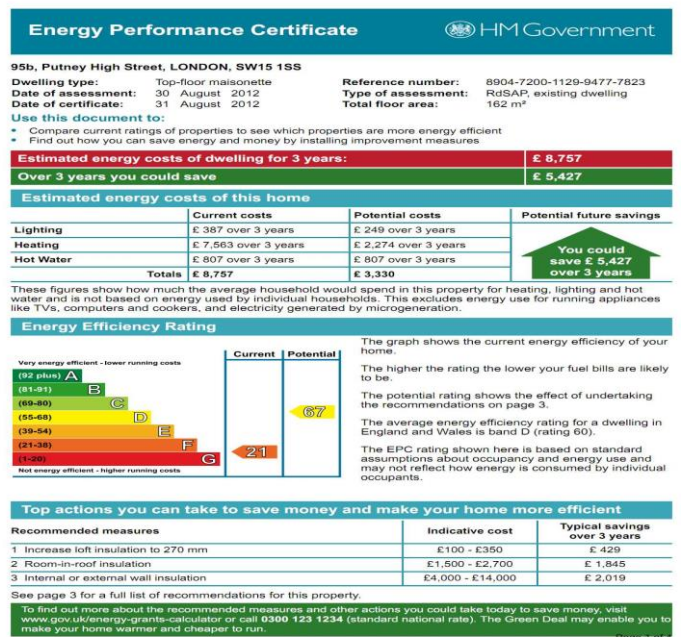 Energy Performance Certificate
HM Government
95b, Putney High Street, LONDON, SW15 1SS
Dwelling type: Top-floor maisonette
Date of assessment: 30 August 2012
Date of certificate: 31 August 2012
Reference number: 8904-7200-1129-9477-7823
Type of assessment: RdSAP, existing dwelling
Total floor area: 162 m²
Use this document to:
• Compare current ratings of properties to see which properties are more energy efficient
• Find out how you can save energy and money by installing improvement measures
Estimated energy costs of dwelling for 3 years: £ 8,757
Over 3 years you could save £ 5,427
Estimated energy costs of this home
Current costs Potential costs Potential future savings
Lighting £ 387 over 3 years £ 249 over 3 years
Heating £ 7,563 over 3 years £ 2,274 over 3 years
Hot Water £ 807 over 3 years £ 807 over 3 years
Totals £ 8,757 £ 3,330
You could
save £ 5,427
over 3 years
These figures show how much the average household would spend in this property for heating, lighting and hot
water and is not based on energy used by individual households. This excludes energy use for running appliances
like TVs, computers and cookers, and electricity generated by microgeneration.
Energy Efficiency Rating
Current Potential
Very energy efficient - lower running costs
(92 plus) A
(81-91) B
(69-80) C
(55-68) D
(39-54) E
(21-38) F
(1-20) G
Not energy efficient - higher running costs
21
67
The graph shows the current energy efficiency of your
home.
The higher the rating the lower your fuel bills are likely
to be.
The potential rating shows the effect of undertaking
the recommendations on page 3.
The average energy efficiency rating for a dwelling in
England and Wales is band D (rating 60).
The EPC rating shown here is based on standard
assumptions about occupancy and energy use and
may not reflect how energy is consumed by individual
occupants.
Top actions you can take to save money and make your home more efficient
Recommended measures Indicative cost Typical savings
over 3 years
1 Increase loft insulation to 270 mm £100 - £350 £ 429
2 Room-in-roof insulation £1,500 - £2,700 £ 1,845
3 Internal or external wall insulation £4,000 - £14,000 £ 2,019
See page 3 for a full list of recommendations for this property.
To find out more about the recommended measures and other actions you could take today to save money, visit
www.gov.uk/energy-grants-calculator or call 0300 123 1234 (standard national rate). The Green Deal may enable you to
make your home warmer and cheaper to run.